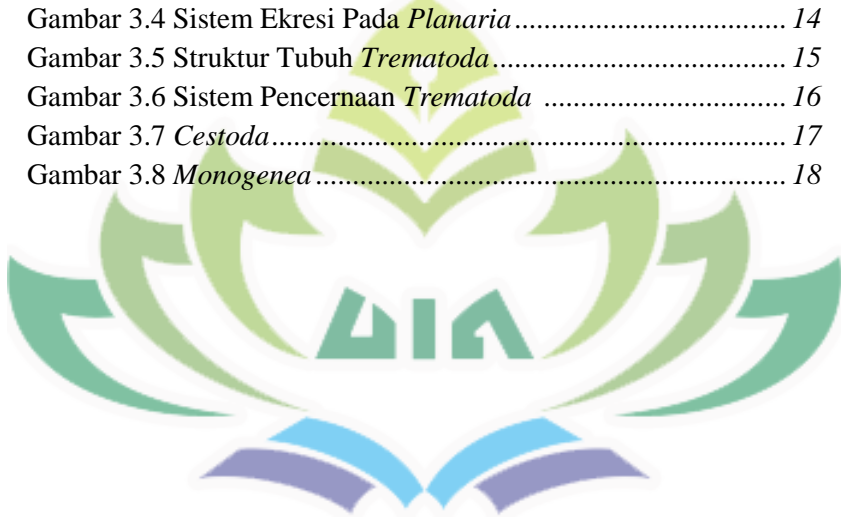 Gambar 3.4 Sistem Ekresi Pada Planaria.................................... 14
Gambar 3.5 Struktur Tubuh Trematoda....................................... 15
Gambar 3.6 Sistem Pencernaan Trematoda ................................ 16
Gambar 3.7 Cestoda..................................................................... 17
Gambar 3.8 Monogenea............................................................... 18
UIN